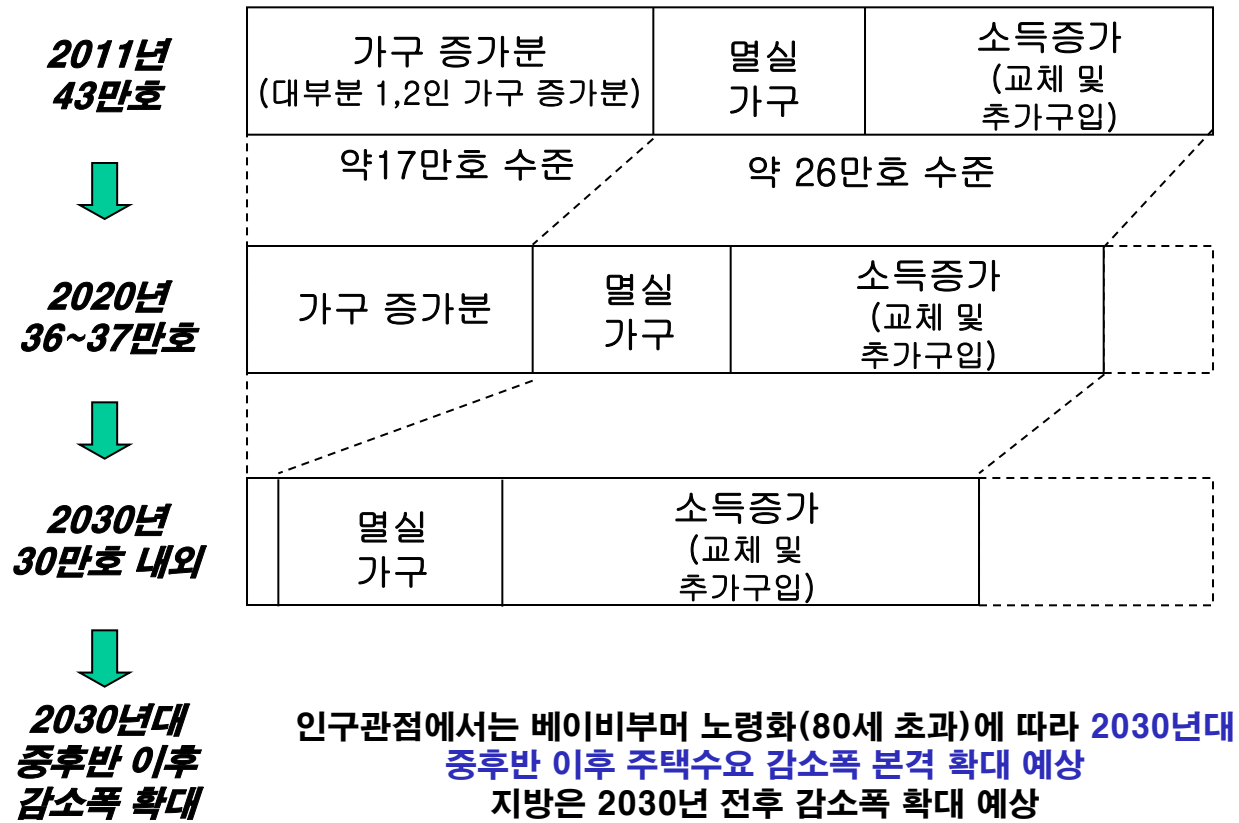 2011년
43만호
가구 증가분
(대부분 1,2인 가구 증가분)
멸실
가구
소득증가
(교체 및
추가구입)
약17만호 수준
약 26만호 수준
2020년
36~37만호
가구 증가분
멸실
가구
소득증가
(교체 및
추가구입)
2030년
30만호 내외
멸실
가구
소득증가
(교체 및
추가구입)
2030년대
중후반 이후
감소폭 확대
인구관점에서는 베이비부머 노령화(80세 초과)에 따라 2030년대
중후반 이후 주택수요 감소폭 본격 확대 예상
지방은 2030년 전후 감소폭 확대 예상